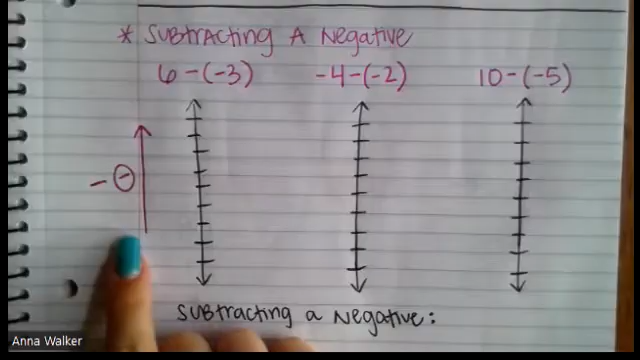 * Subtracting A Negative
6-(-3) -4-(-2) 10-(-5)
- ⊖
Subtracting a Negative:
Anna Walker